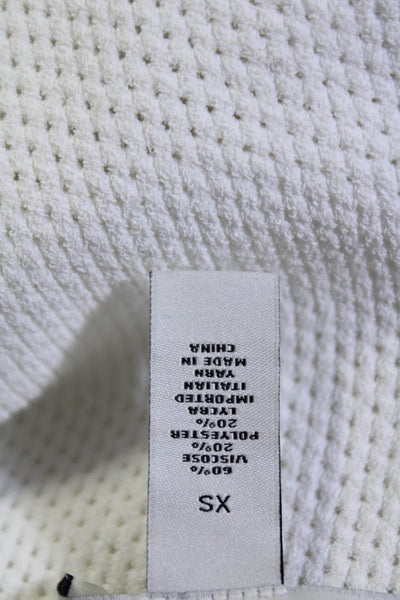 XS
60%
VISCOSE
20%
POLYESTER
20%
LYCRA
IMPORTED
ITALIAN
YARN
MADE IN
CHINA